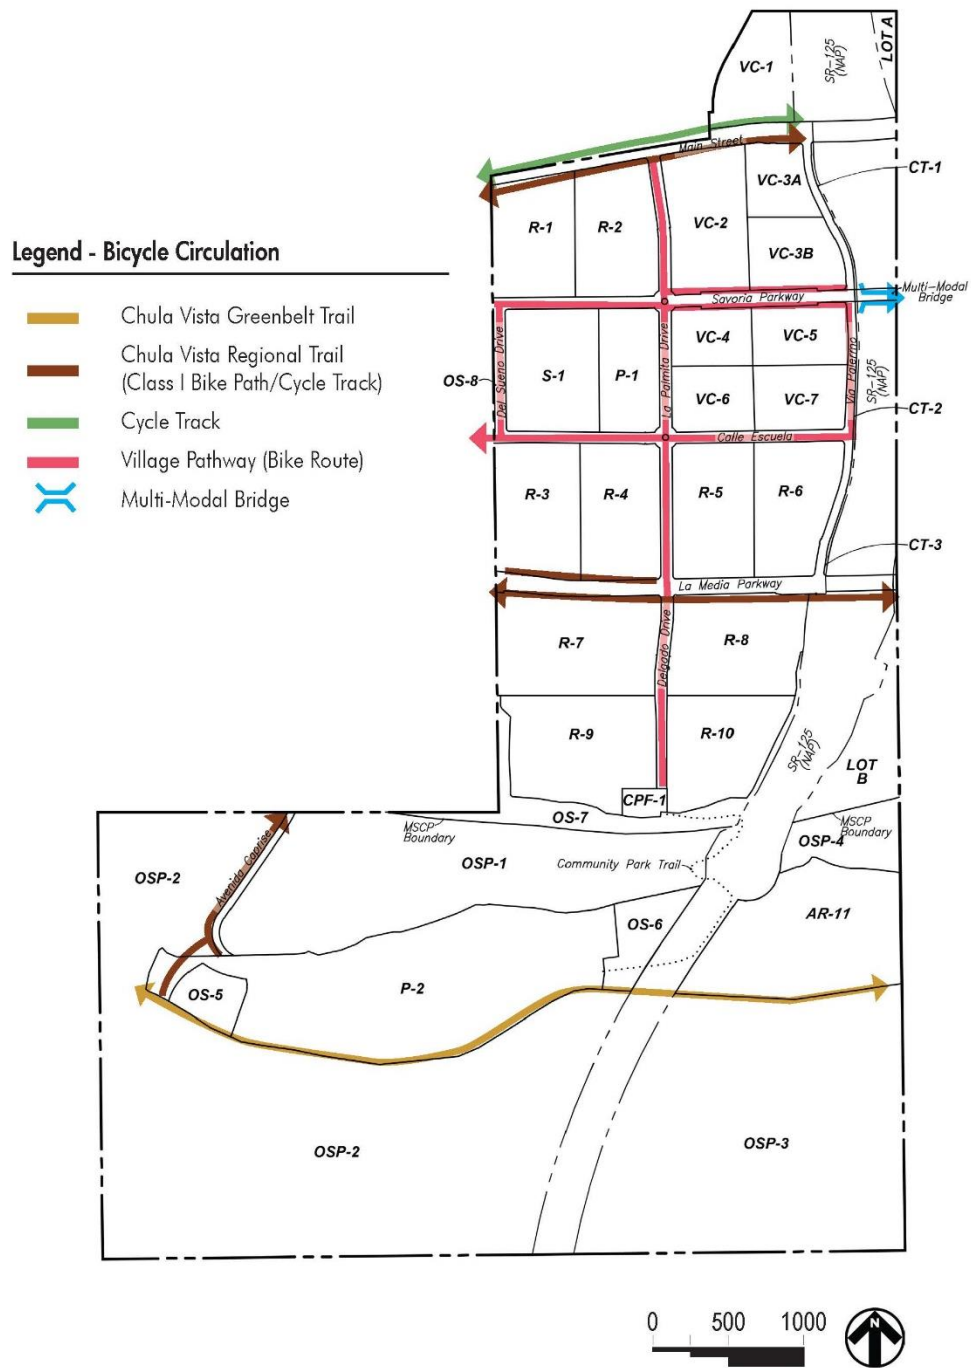 LOT A
SR-125
(NAP)
VC-1
Main Street
CT-1
VC-3A
R-1
R-2
VC-2
VC-3B
Legend - Bicycle Circulation
Chula Vista Greenbelt Trail
Chula Vista Regional Trail
(Class I Bike Path/Cycle Track)
Cycle Track
Village Pathway (Bike Route)
Multi-Modal Bridge
Multi-Modal
Bridge
Savoria Parkway
Del Sueno Drive
La Palmita Drive
Via Palermo
VC-4
VC-5
OS-8
S-1
P-1
SR-125
(NAP)
VC-6
VC-7
CT-2
Calle Escuela
R-3
R-4
R-5
R-6
CT-3
La Media Parkway
R-7
Delgado Drive
R-8
R-9
R-10
SR-125
(NAP)
LOT
B
CPF-1
OS-7
MSCP
Boundary
MSCP
Boundary
OSP-4
Avenida Caprise
OSP-2
OSP-1
Community Park Trail
OS-6
AR-11
OS-5
P-2
OSP-2
OSP-3
0 500 1000
N